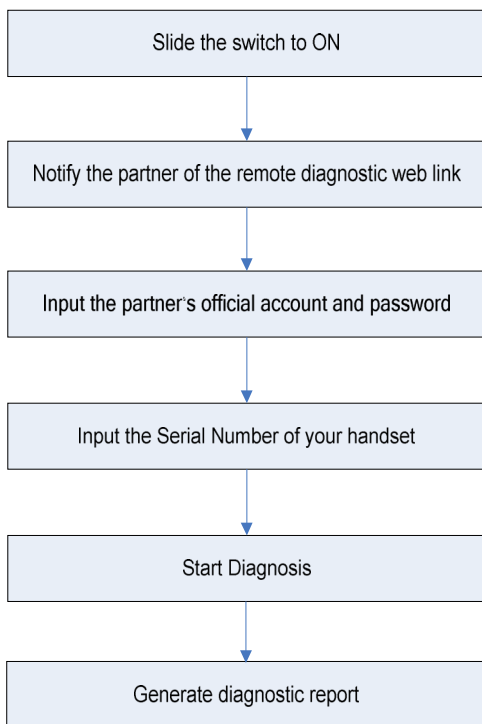 Slide the switch to ON
Notify the partner of the remote diagnostic web link
Input the partner's official account and password
Input the Serial Number of your handset
Start Diagnosis
Generate diagnostic report